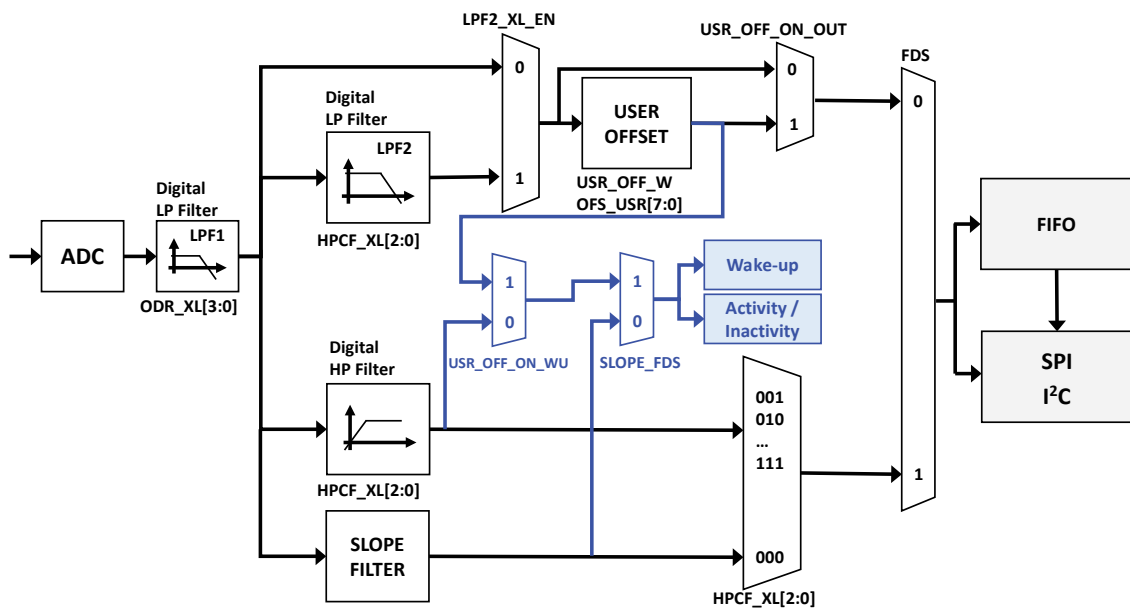 LPF2_XL_EN
USR_OFF_ON_OUT
FDS
0
0
0
Digital
LP Filter
LPF2
USER
OFFSET
1
1
USR_OFF_W
OFS_USR[7:0]
HPCF_XL[2:0]
Digital
LP Filter
LPF1
ADC
ODR_XL[3:0]
FIFO
Wake-up
1
1
Activity /
Inactivity
0
0
USR_OFF_ON_WU
SLOPE_FDS
SPI
I²C
Digital
HP Filter
HPCF_XL[2:0]
001
010
...
111
1
SLOPE
FILTER
000
HPCF_XL[2:0]